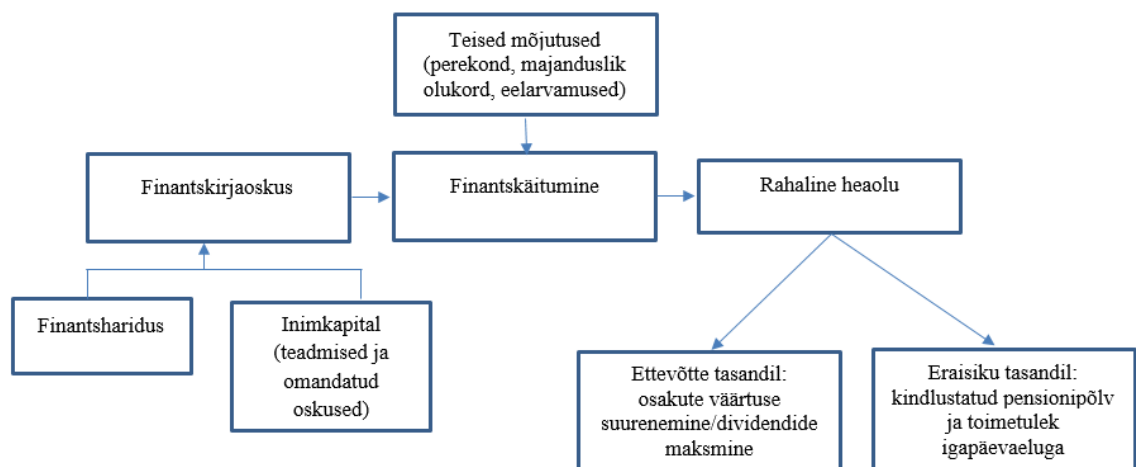 Teised mõjutused
(perekond, majanduslik
olukord, eelarvamused)
Finantskirjaoskus
Finantskäitumine
Rahaline heaolu
Finantsharidus
Inimkapital
(teadmised ja
omandatud
oskused)
Ettevõtte tasandil:
osakute väärtuse
suurenemine/dividendide
maksmine
Eraisiku tasandil:
kindlustatud pensionipõlv
ja toimetulek
igapäevaeluga